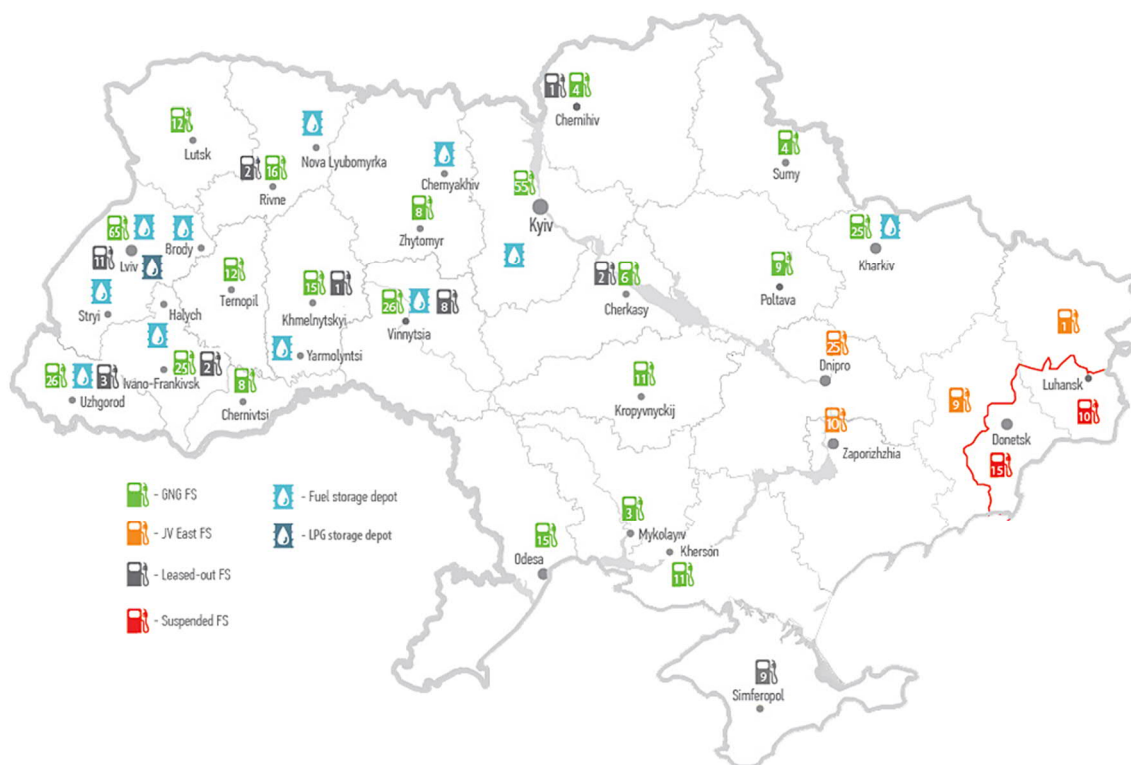 1
4
Chernihiv
12
Lutsk
Nova Lyubomyrka
4
Sumy
2
16
Rivne
Chernyakhiv
55
Kyiv
8
Zhytomyr
65
Brody
11
Lviv
25
Kharkiv
12
Ternopil
15
1
Khmelnytskyi
2
6
Cherkasy
9
Poltava
Stryi
Halych
26
8
Vinnytsia
1
25
Dnipro
Yarmolyntsi
26
3
Uzhgorod
25
2
Ivano-Frankivsk
8
Chernivtsi
11
Kropyvnyckij
9
Luhansk
10
Donetsk
15
10
Zaporizhzhia
- GNG FS
- Fuel storage depot
- JV East FS
- LPG storage depot
- Leased-out FS
- Suspended FS
3
Mykolayiv
15
Odesa
Kherson
11
9
Simferopol